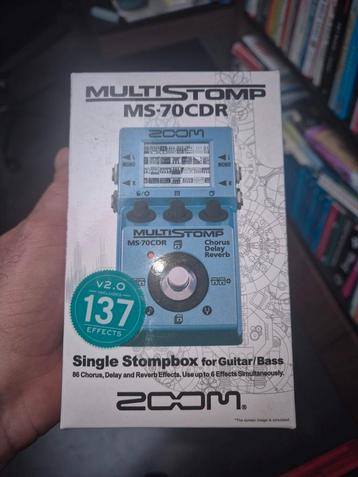 MULTISTOMP
MS-70CDR
ZOOM
MULTISTOMP
MS-70CDR
Chorus
Delay
Reverb
v2.0
INCLUDES
137
EFFECTS
Single Stompbox for Guitar/Bass
86 Chorus, Delay and Reverb Effects. Use up to 6 Effects Simultaneously.
ZOOM®
*The screen image is simulated.